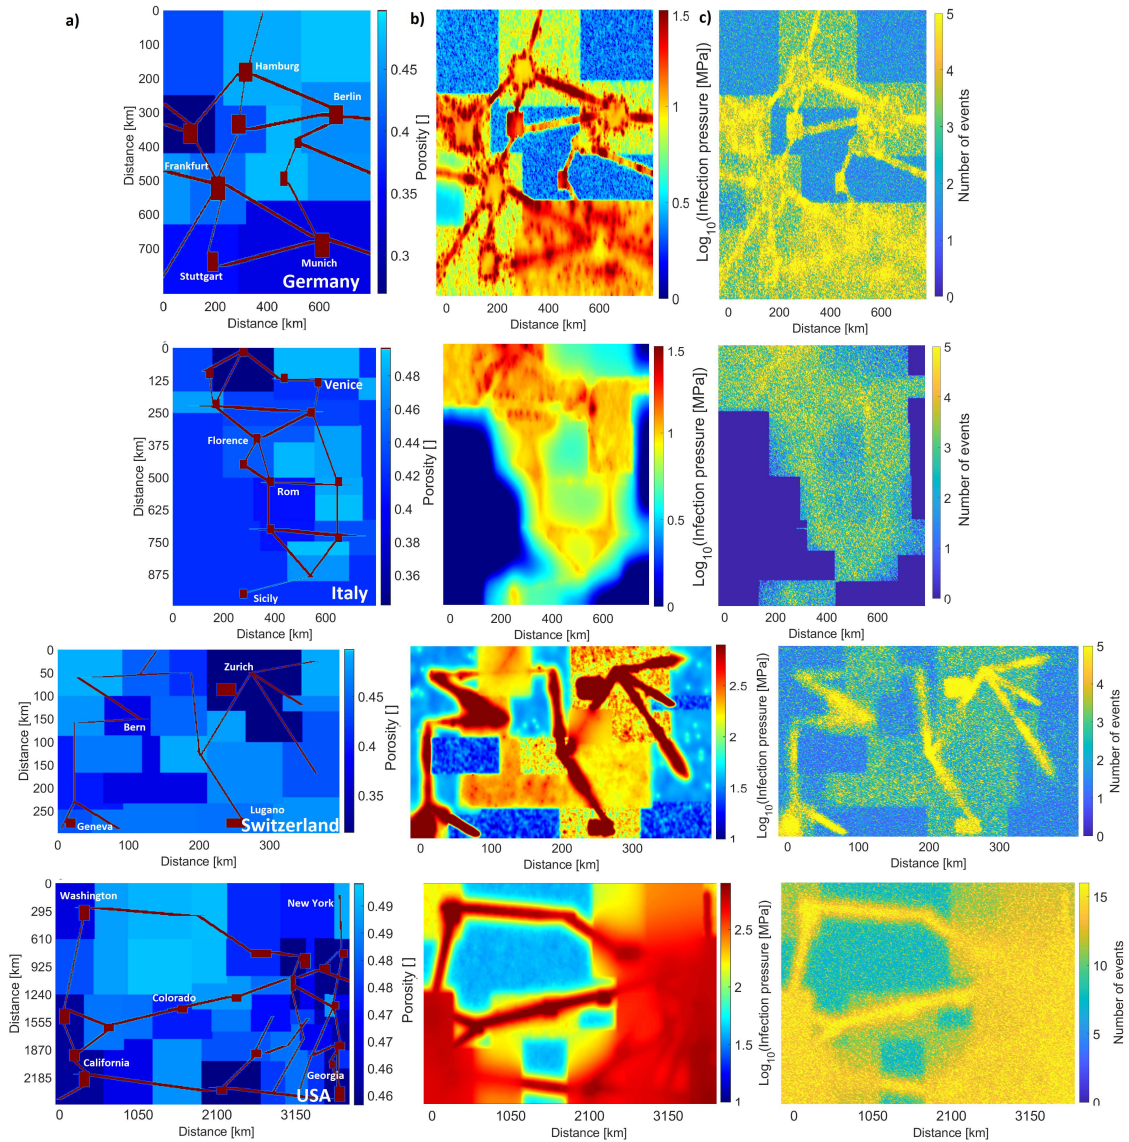 a)
b)
c)
0
100
200
300
400
500
600
700
Distance [km]
Hamburg
Berlin
Frankfurt
Stuttgart
Munich
Germany
0 200 400 600
Distance [km]
0.45
0.4
0.35
0.3
Porosity [ ]
0 200 400 600
Distance [km]
1.5
1
0.5
0
Log10(Infection pressure [MPa])
0 200 400 600
Distance [km]
5
4
3
2
1
0
Number of events
0
125
250
375
500
625
750
875
Distance [km]
Venice
Florence
Rom
Sicily
Italy
0 200 400 600
Distance [km]
0.48
0.46
0.44
0.42
0.4
0.38
0.36
Porosity [ ]
0 200 400 600
Distance [km]
1.5
1
0.5
0
Log10(Infection pressure [MPa])
0 200 400 600
Distance [km]
5
4
3
2
1
0
Number of events
0
50
100
150
100
150
200
250
Distance [km]
Zurich
Bern
Lugano
Geneva
Switzerland
0 100 200 300
Distance [km]
0.45
0.4
0.35
Porosity [ ]
0 100 200 300
Distance [km]
2.5
2
1.5
1
Log10(Infection pressure [MPa])
0 100 200 300
Distance [km]
5
4
3
2
1
0
Number of events
0
295
610
925
1240
1555
1870
2185
Distance [km]
Washington
New York
Colorado
California
Georgia
USA
0 1050 2100 3150
Distance [km]
0.49
0.48
0.48
0.47
0.47
0.46
0.46
Porosity [ ]
0 1050 2100 3150
Distance [km]
2.5
2
1.5
1
Log10(Infection pressure [MPa])
0 1050 2100 3150
Distance [km]
15
10
5
0
Number of events